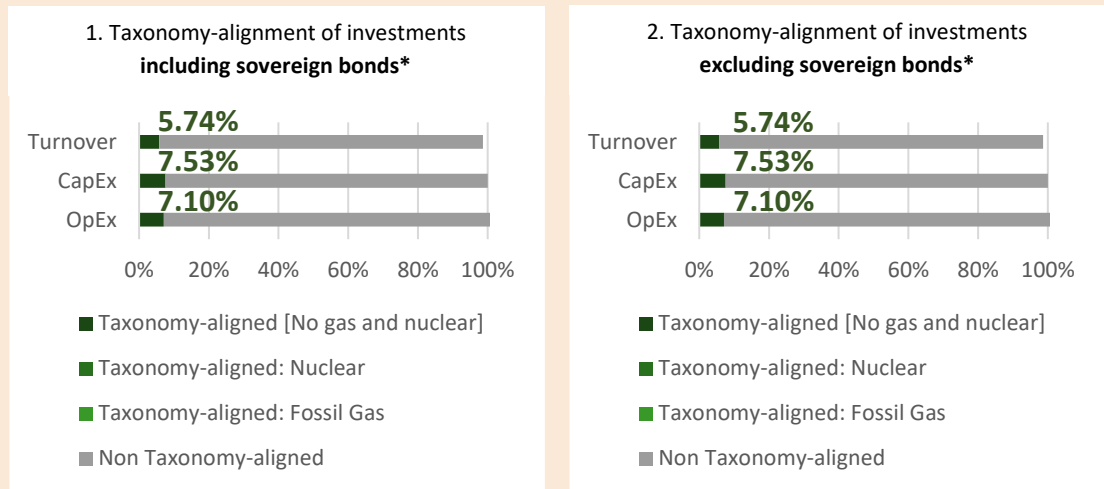 1. Taxonomy-alignment of investments
including sovereign bonds*
5.74%
Turnover
7.53%
CapEx
7.10%
OpEx
0% 20% 40% 60% 80% 100%
Taxonomy-aligned [No gas and nuclear]
Taxonomy-aligned: Nuclear
Taxonomy-aligned: Fossil Gas
Non Taxonomy-aligned
2. Taxonomy-alignment of investments
excluding sovereign bonds*
5.74%
Turnover
7.53%
CapEx
7.10%
OpEx
0% 20% 40% 60% 80% 100%
Taxonomy-aligned [No gas and nuclear]
Taxonomy-aligned: Nuclear
Taxonomy-aligned: Fossil Gas
Non Taxonomy-aligned